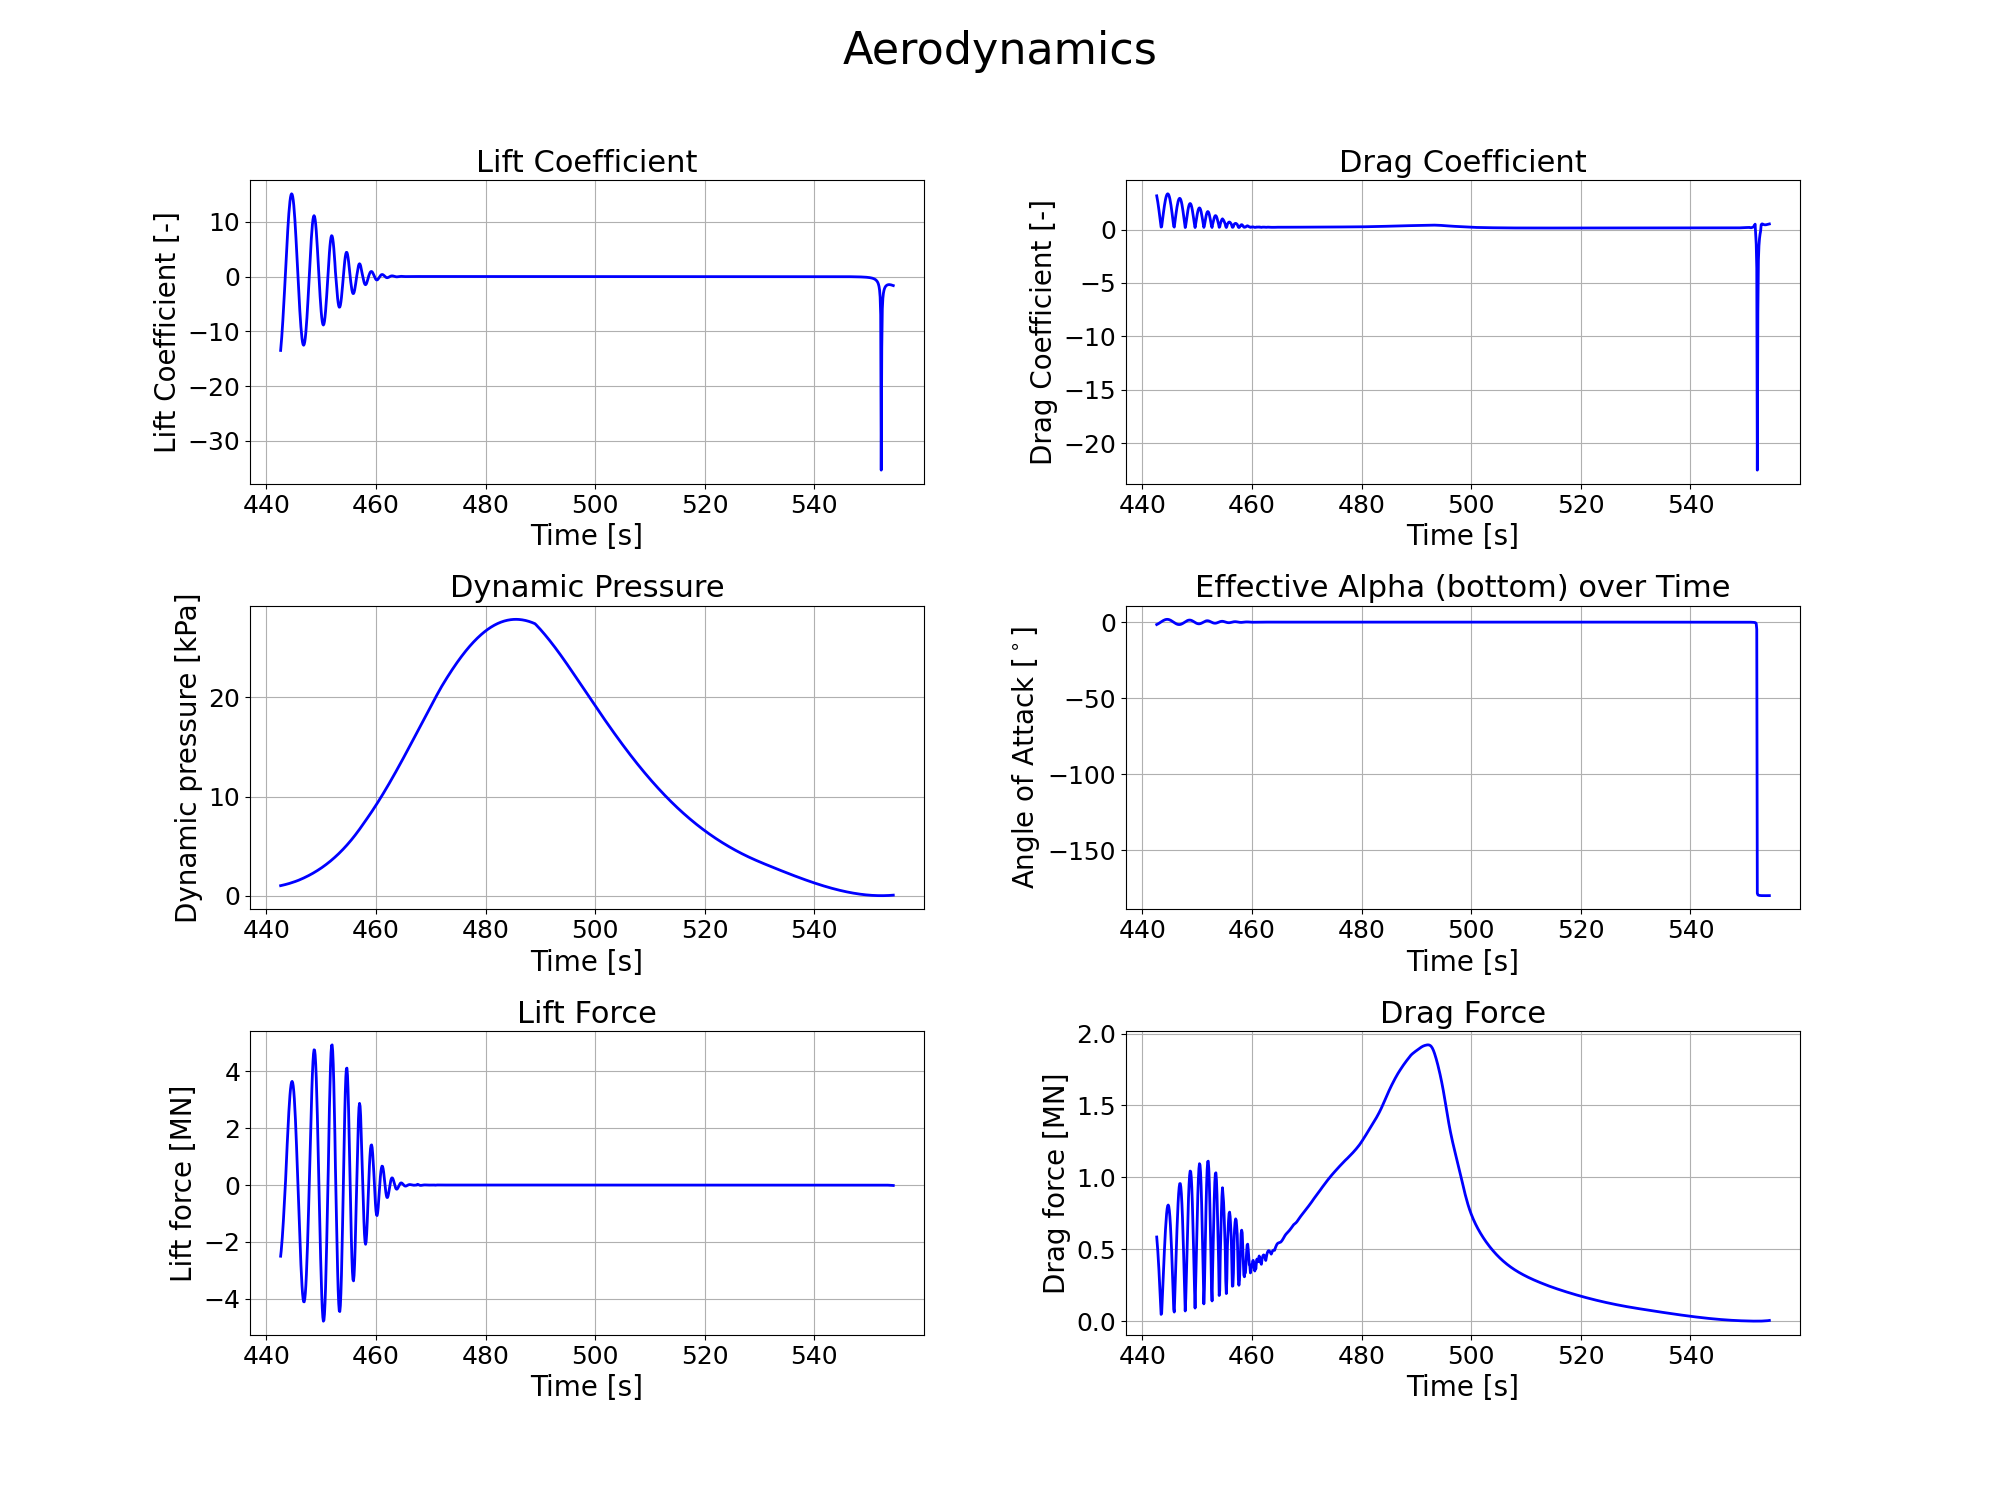 Aerodynamics
Lift Coefficient
Lift Coefficient [-]
10
0
−10
−20
−30
440 460 480 500 520 540
Time [s]
Drag Coefficient
Drag Coefficient [-]
0
−5
−10
−15
−20
440 460 480 500 520 540
Time [s]
Dynamic Pressure
Dynamic pressure [kPa]
20
10
0
440 460 480 500 520 540
Time [s]
Effective Alpha (bottom) over Time
Angle of Attack [°]
0
−50
−100
−150
440 460 480 500 520 540
Time [s]
Lift Force
Lift force [MN]
4
2
0
−2
−4
440 460 480 500 520 540
Time [s]
Drag Force
Drag force [MN]
2.0
1.5
1.0
0.5
0.0
440 460 480 500 520 540
Time [s]